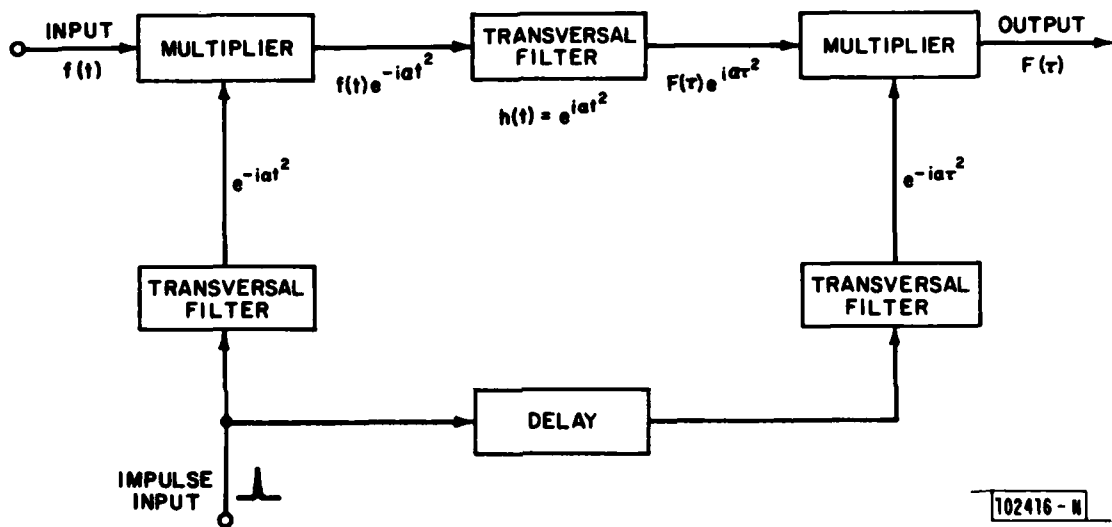 INPUT
f(t)
MULTIPLIER
f(t)e^{-iat^2}
TRANSVERSAL
FILTER
h(t) = e^{iat^2}
F(τ)e^{iaτ^2}
MULTIPLIER
OUTPUT
F(τ)
e^{-iat^2}
e^{-iaτ^2}
TRANSVERSAL
FILTER
TRANSVERSAL
FILTER
DELAY
IMPULSE
INPUT
102416-N